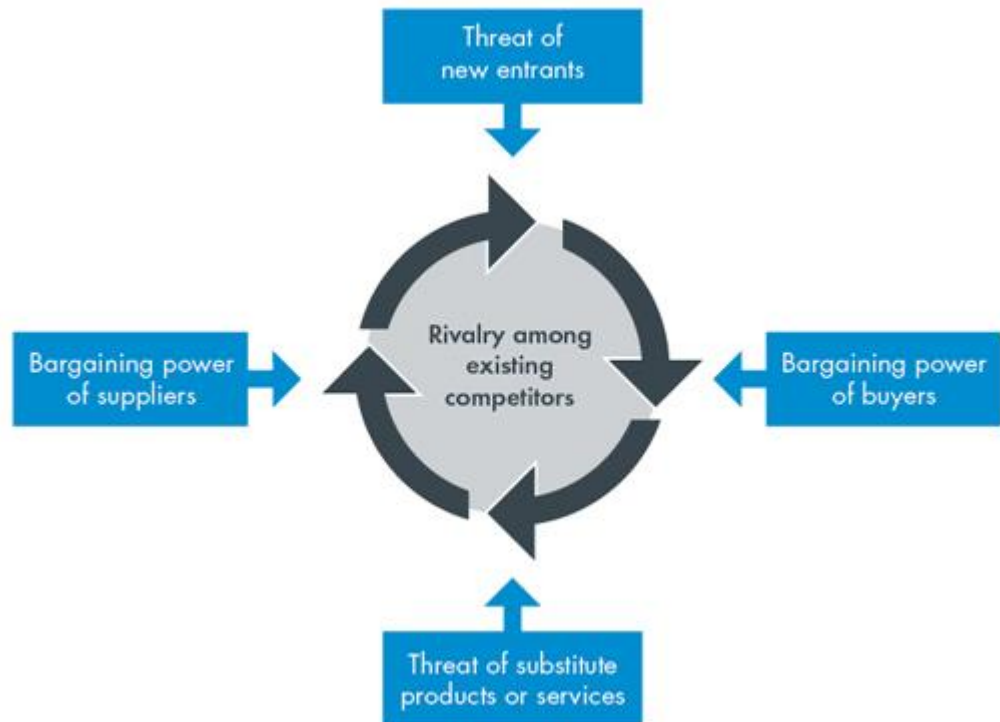 Threat of
new entrants
Bargaining power
of suppliers
Rivalry among
existing
competitors
Bargaining power
of buyers
Threat of substitute
products or services